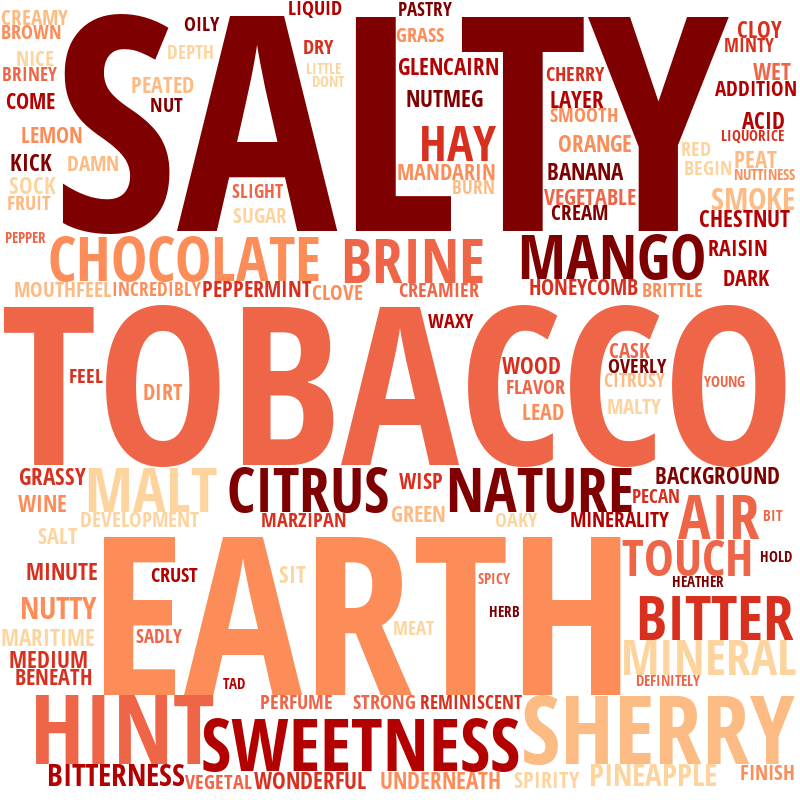 CREAMY
BROWN
OILY
LIQUID
PASTRY
CLOY
MINTY
NICE
DEPTH
DRY
GRASS
BRINEY
LITTLE
DONT
GLENCAIRN
CHERRY
WET
ADDITION
COME
PEATED
NUT
NUTMEG
LAYER
SMOOTH
ACID
LIQUORICE
LEMON
HAY
ORANGE
RED
KICK
DAMN
MANDARIN
BANANA
BEGIN
PEAT
NUTTINESS
SOCK
FRUIT
SLIGHT
BURN
VEGETABLE
SMOKE
SALTY
SUGAR
CREAM
CHESTNUT
PEPPER
CHOCOLATE
BRINE
MANGO
RAISIN
DARK
MOUTHFEEL
INCREDIBLY
PEPPERMINT
CLOVE
CREAMIER
HONEYCOMB
BRITTLE
WAXY
TOBACCO
CASK
OVERLY
WOOD
FEEL
DIRT
FLAVOR
CITRUSY
YOUNG
LEAD
MALTY
GRASSY
MALT
CITRUS
WISP
NATURE
BACKGROUND
WINE
PECAN
DEVELOPMENT
MARZIPAN
GREEN
OAKY
MINERALITY
AIR
BIT
SALT
TOUCH
HOLD
MINUTE
CRUST
SIT
EARTH
SPICY
HEATHER
NUTTY
HERB
BITTER
MARITIME
SADLY
MEAT
MEDIUM
BENEATH
MINERAL
TAD
DEFINITELY
HINT
PERFUME
STRONG
REMINISCENT
SHERRY
SWEETNESS
BITTERNESS
VEGETAL
WONDERFUL
UNDERNEATH
SPIRITY
PINEAPPLE
FINISH